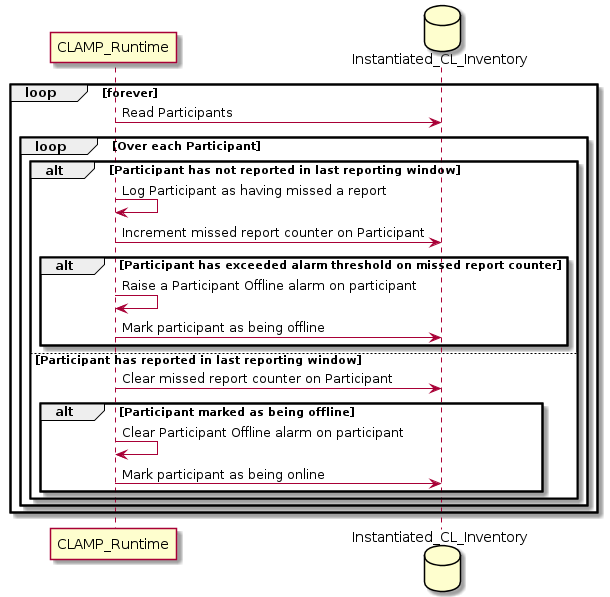 CLAMP_Runtime
Instantiated_CL_Inventory
loop [forever]
Read Participants
loop [Over each Participant]
alt [Participant has not reported in last reporting window]
Log Participant as having missed a report
Increment missed report counter on Participant
alt [Participant has exceeded alarm threshold on missed report counter]
Raise a Participant Offline alarm on participant
Mark participant as being offline
[Participant has reported in last reporting window]
Clear missed report counter on Participant
alt [Participant marked as being offline]
Clear Participant Offline alarm on participant
Mark participant as being online
CLAMP_Runtime
Instantiated_CL_Inventory